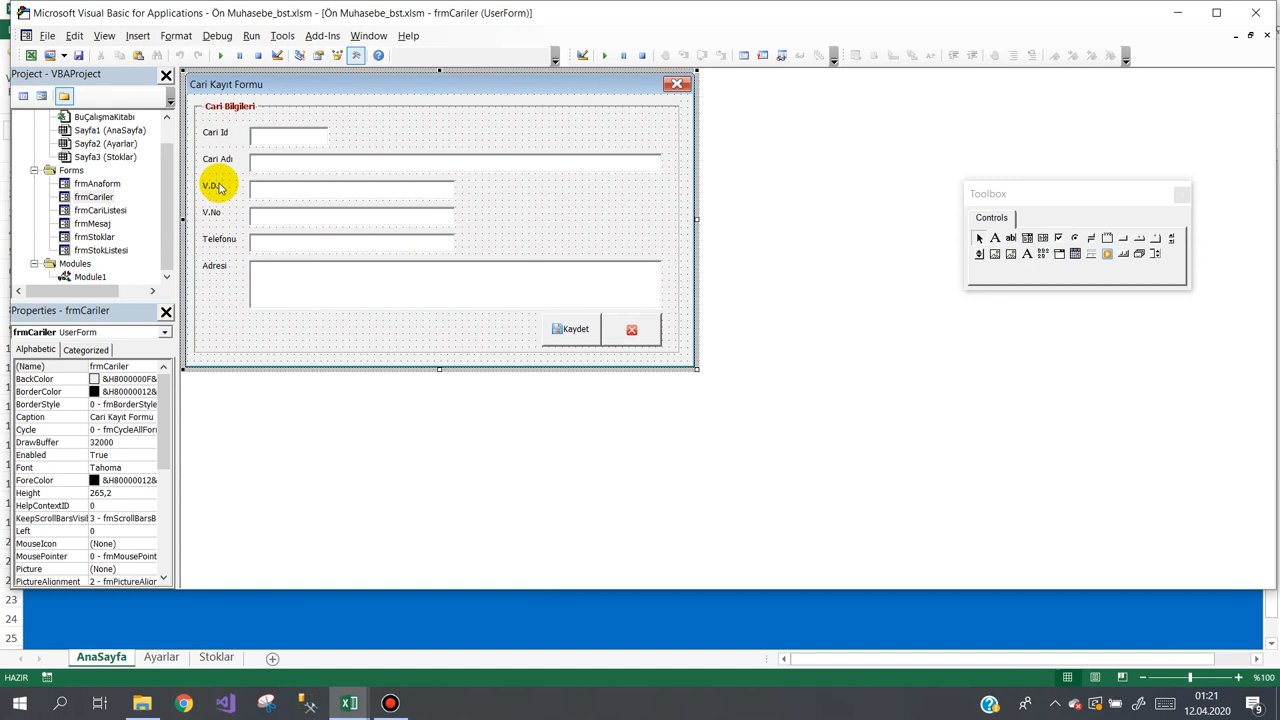 Microsoft Visual Basic for Applications - Ön Muhasebe_bst.xlsm - [Ön Muhasebe_bst.xlsm - frmCariler (UserForm)]
File Edit View Insert Format Debug Run Tools Add-Ins Window Help
Project - VBAProject
BuÇalışmaKitabı
Sayfa1 (AnaSayfa)
Sayfa2 (Ayarlar)
Sayfa3 (Stoklar)
Forms
frmAnaform
frmCariler
frmCariListesi
frmMesaj
frmStoklar
frmStokListesi
Modules
Module1
Properties - frmCariler
frmCariler UserForm
Alphabetic Categorized
(Name) frmCariler
BackColor &H8000000F&
BorderColor &H80000012&
BorderStyle 0 - fmBorderStyle
Caption Cari Kayıt Formu
Cycle 0 - fmCycleAllForn
DrawBuffer 32000
Enabled True
Font Tahoma
ForeColor &H80000012&
Height 265,2
HelpContextID 0
KeepScrollBarsVisil 3 - fmScrollBarsB
Left 0
MouseIcon (None)
MousePointer 0 - fmMousePoint
Picture (None)
PictureAlignment 2 - fmPictureAlign
Cari Kayıt Formu
Cari Bilgileri
Cari Id
Cari Adı
V.D.
V.No
Telefonu
Adresi
Kaydet
Toolbox
Controls
23
24
25
AnaSayfa Ayarlar Stoklar
HAZIR
%100
01:21
12.04.2020